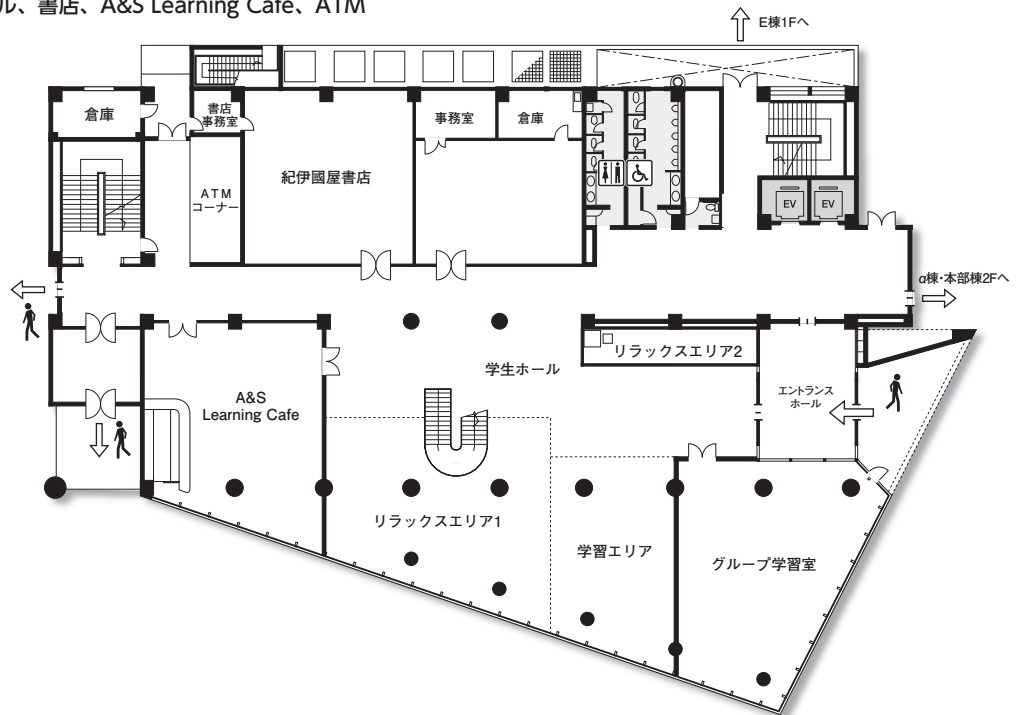 ル、書店、A&S Learning Cafe、ATM
E棟1Fへ
倉庫
書店
事務室
事務室
倉庫
紀伊國屋書店
ATM
コーナー
EV
EV
α棟・本部棟2Fへ
学生ホール
リラックスエリア2
エントランス
ホール
A&S
Learning Cafe
リラックスエリア1
学習エリア
グループ学習室